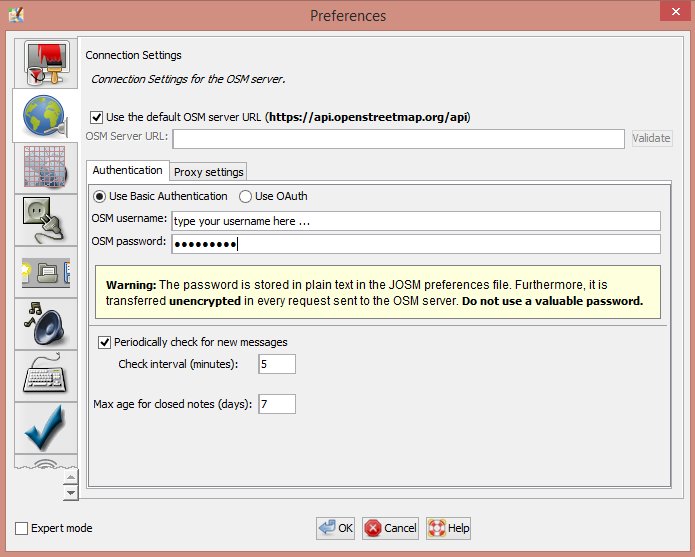 Preferences
Connection Settings
Connection Settings for the OSM server.
Use the default OSM server URL (https://api.openstreetmap.org/api)
OSM Server URL: Validate
Authentication Proxy settings
Use Basic Authentication Use OAuth
OSM username: type your username here ...
OSM password: ●●●●●●●●●
Warning: The password is stored in plain text in the JOSM preferences file. Furthermore, it is
transferred unencrypted in every request sent to the OSM server. Do not use a valuable password.
Periodically check for new messages
Check interval (minutes): 5
Max age for closed notes (days): 7
Expert mode OK Cancel Help